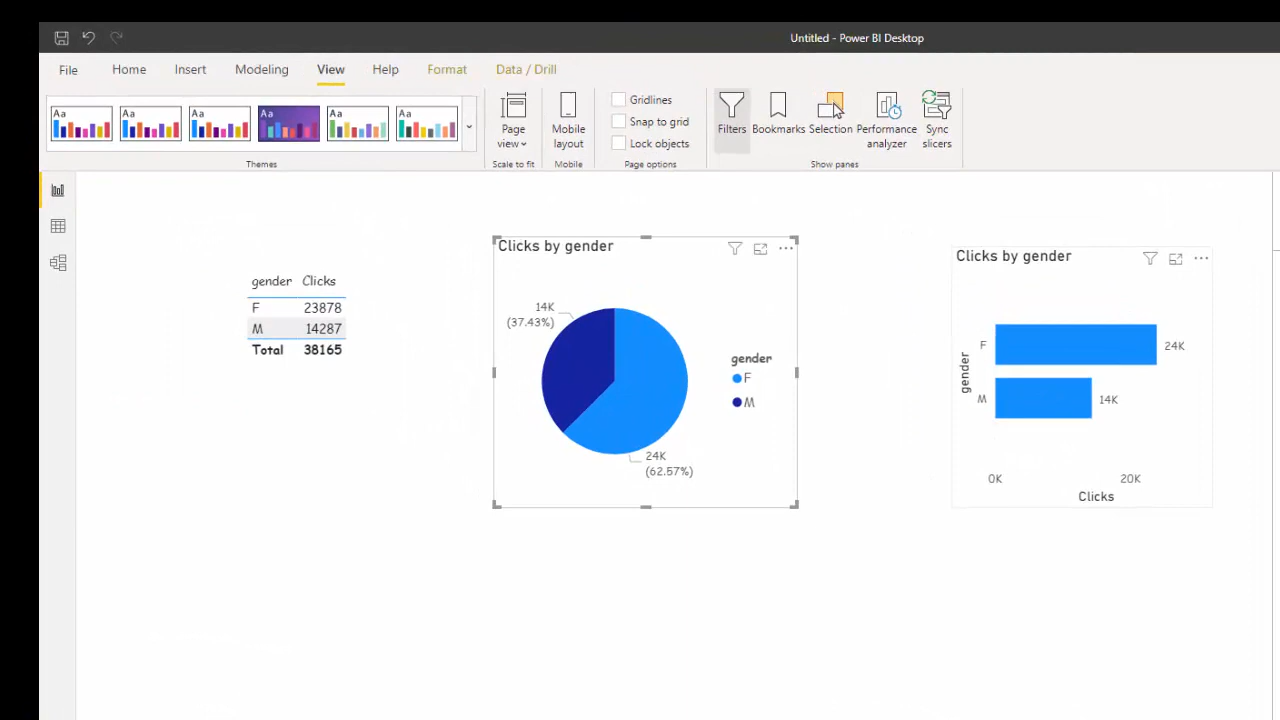 Untitled - Power BI Desktop
File Home Insert Modeling View Help Format Data / Drill
Aa Aa Aa Aa Aa Aa
Page view
Mobile layout
Gridlines
Snap to grid
Lock objects
Filters
Bookmarks
Selection
Performance analyzer
Sync slicers
Themes Scale to fit Mobile Page options Show panes
gender Clicks
F 23878
M 14287
Total 38165
Clicks by gender
14K
(37.43%)
gender
F
M
24K
(62.57%)
Clicks by gender
gender
F 24K
M 14K
0K 20K
Clicks